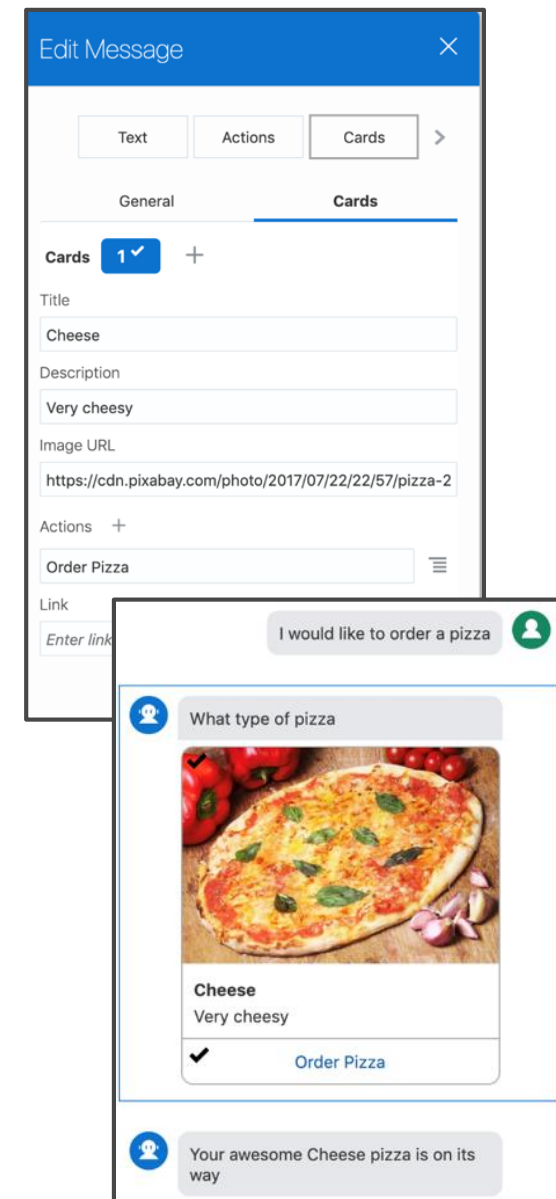 Edit Message
Text
Actions
Cards
General
Cards
Cards
1
Title
Cheese
Description
Very cheesy
Image URL
https://cdn.pixabay.com/photo/2017/07/22/22/57/pizza-2
Actions
Order Pizza
Link
Enter link
I would like to order a pizza
What type of pizza
Cheese
Very cheesy
Order Pizza
Your awesome Cheese pizza is on its
way